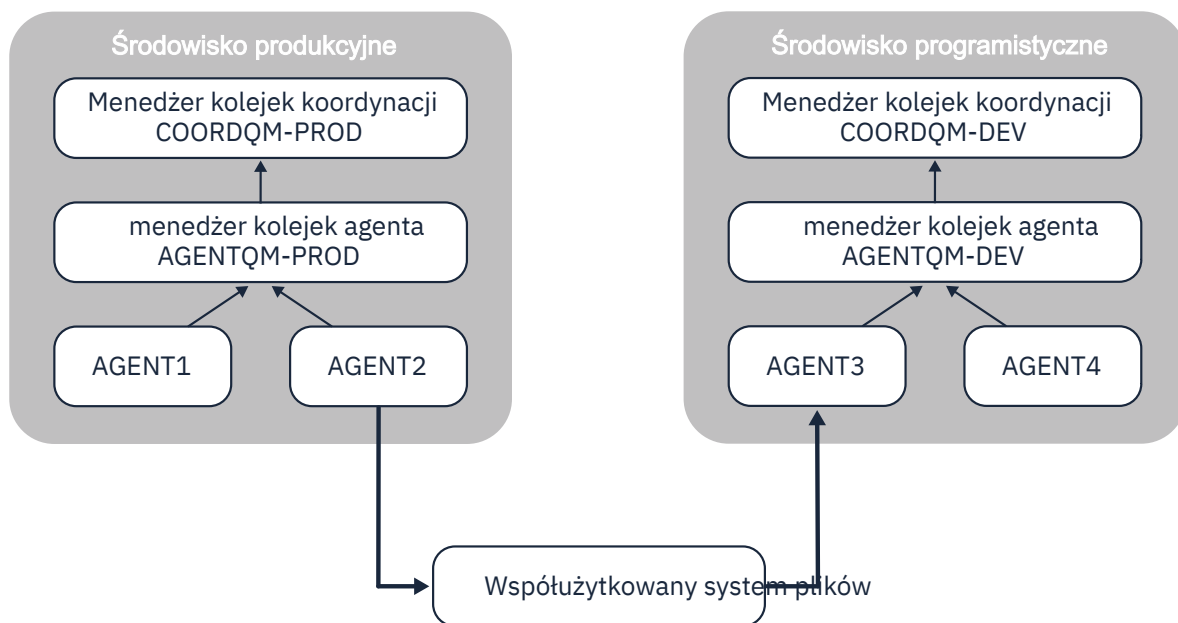 Środowisko produkcyjne
Menedżer kolejek koordynacji
COORDQM-PROD
menedżer kolejek agenta
AGENTQM-PROD
AGENT1
AGENT2
Środowisko programistyczne
Menedżer kolejek koordynacji
COORDQM-DEV
menedżer kolejek agenta
AGENTQM-DEV
AGENT3
AGENT4
Współużytkowany system plików